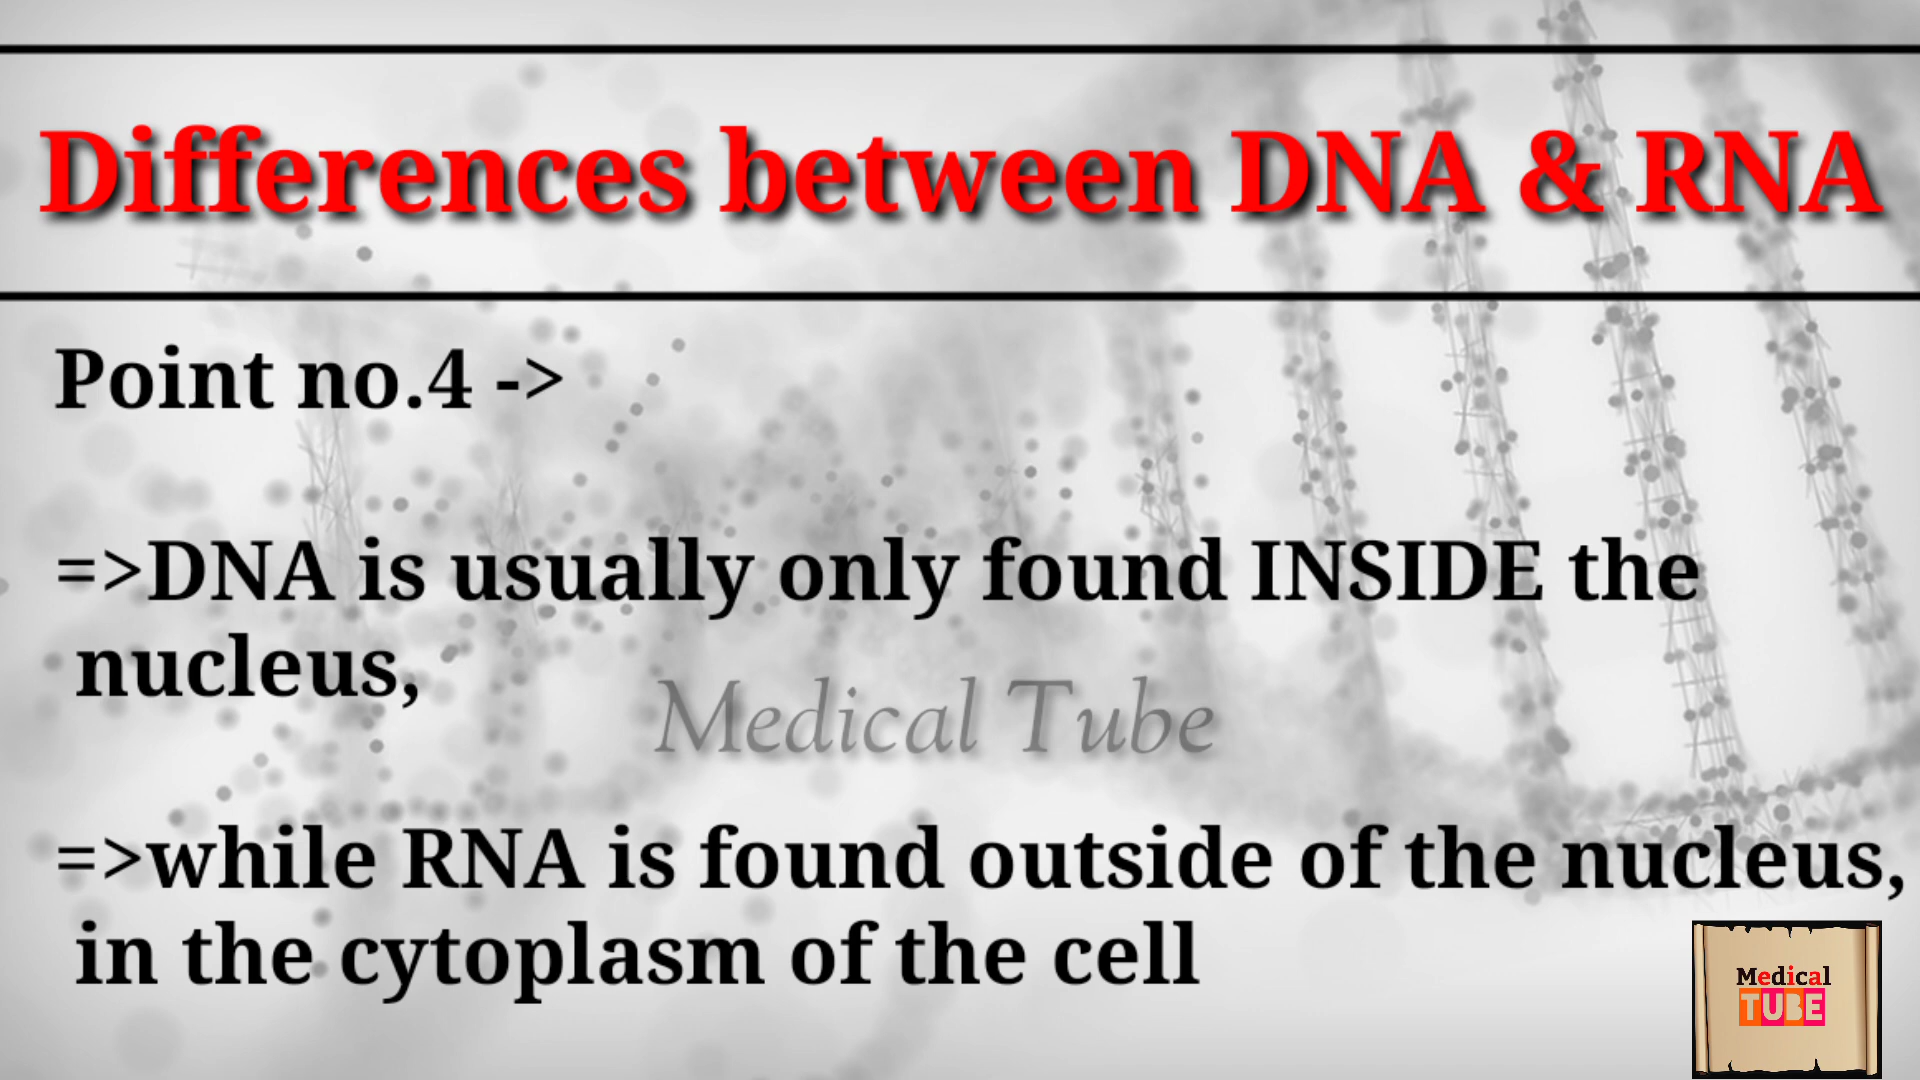 Differences between DNA & RNA
Point no.4 ->
=>DNA is usually only found INSIDE the
nucleus,
Medical Tube
=>while RNA is found outside of the nucleus,
in the cytoplasm of the cell
Medical
TUBE